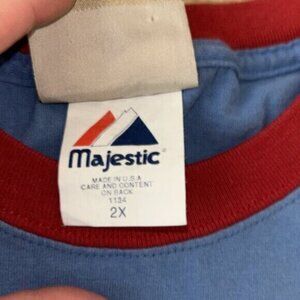 Majestic
MADE IN U.S.A
CARE AND CONTENT
ON BACK
1134
2X